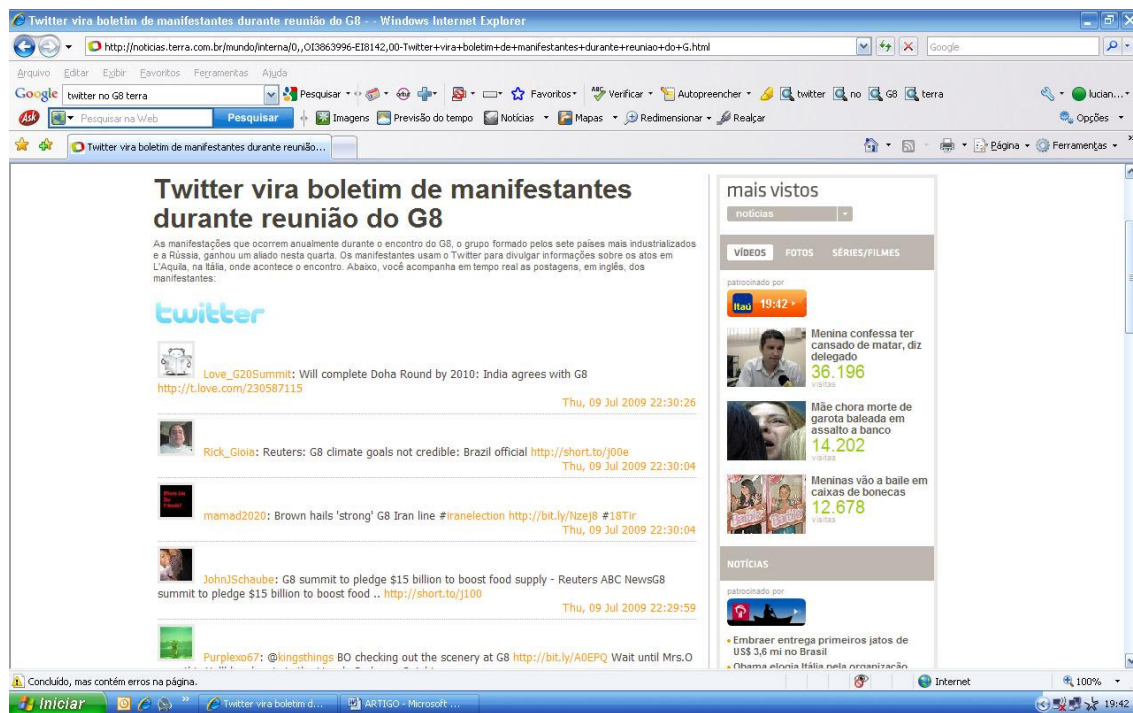 Twitter vira boletim de manifestantes durante reunião do G8 - - Windows Internet Explorer
http://noticias.terra.com.br/mundo/interna/0,,OI3863996-EI8142,00-Twitter+vira+boletim+de+manifestantes+durante+reuniao+do+G.html
Google
Arquivo Editar Exibir Favoritos Ferramentas Ajuda
Google twitter no G8 terra Pesquisar Favoritos Verificar Autopreencher twitter no G8 terra lucian...
Ask Pesquisar na Web Pesquisar Imagens Previsão do tempo Notícias Mapas Redimensionar Realçar Opções
Twitter vira boletim de manifestantes durante reunião... Página Ferramentas
Twitter vira boletim de manifestantes
durante reunião do G8
As manifestações que ocorrem anualmente durante o encontro do G8, o grupo formado pelos sete países mais industrializados
e a Rússia, ganhou um aliado nesta quarta. Os manifestantes usam o Twitter para divulgar informações sobre os atos em
L'Aquila, na Itália, onde acontece o encontro. Abaixo, você acompanha em tempo real as postagens, em inglês, dos
manifestantes:
twitter
Love_G20Summit: Will complete Doha Round by 2010: India agrees with G8
http://t.love.com/230587115
Thu, 09 Jul 2009 22:30:26
Rick_Gioia: Reuters: G8 climate goals not credible: Brazil official http://short.to/j00e
Thu, 09 Jul 2009 22:30:04
mamad2020: Brown hails 'strong' G8 Iran line #iranelection http://bit.ly/Nzej8 #18Tir
Thu, 09 Jul 2009 22:30:04
JohnJSchaube: G8 summit to pledge $15 billion to boost food supply - Reuters ABC NewsG8
summit to pledge $15 billion to boost food .. http://short.to/j100
Thu, 09 Jul 2009 22:29:59
Purplexo67: @kingsthings BO checking out the scenery at G8 http://bit.ly/A0EPQ Wait until Mrs.O
mais vistos
notícias
VÍDEOS FOTOS SÉRIES/FILMES
patrocinado por
Itaú 19:42
Menina confessa ter
cansado de matar, diz
delegado
36.196
visitas
Mãe chora morte de
garota baleada em
assalto a banco
14.202
visitas
Meninas vão a baile em
caixas de bonecas
12.678
visitas
NOTÍCIAS
patrocinado por
Embraer entrega primeiros jatos de
US$ 3,6 mi no Brasil
Obama elogia Itália pela organização
Concluído, mas contém erros na página. Internet 100%
Iniciar Twitter vira boletim d... ARTIGO - Microsoft ... 19:42